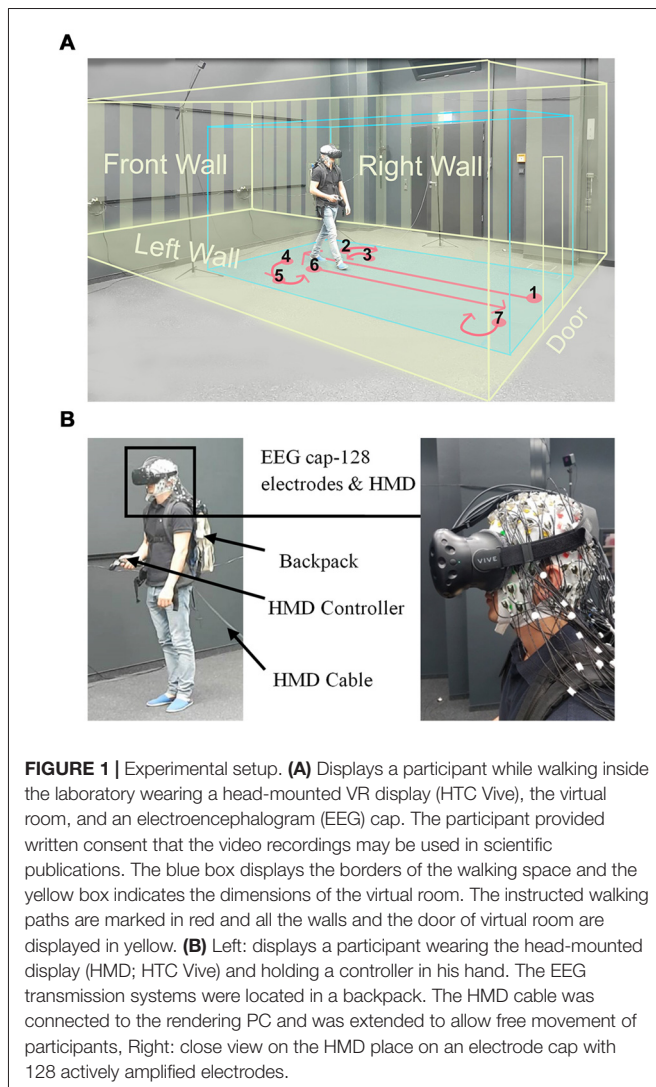 A
Front Wall
Right Wall
Left Wall
4
2
3
5
6
1
7
Door
B
EEG cap-128
electrodes & HMD
Backpack
HMD Controller
HMD Cable
VIVE
FIGURE 1 | Experimental setup. (A) Displays a participant while walking inside
the laboratory wearing a head-mounted VR display (HTC Vive), the virtual
room, and an electroencephalogram (EEG) cap. The participant provided
written consent that the video recordings may be used in scientific
publications. The blue box displays the borders of the walking space and the
yellow box indicates the dimensions of the virtual room. The instructed walking
paths are marked in red and all the walls and the door of virtual room are
displayed in yellow. (B) Left: displays a participant wearing the head-mounted
display (HMD; HTC Vive) and holding a controller in his hand. The EEG
transmission systems were located in a backpack. The HMD cable was
connected to the rendering PC and was extended to allow free movement of
participants, Right: close view on the HMD place on an electrode cap with
128 actively amplified electrodes.